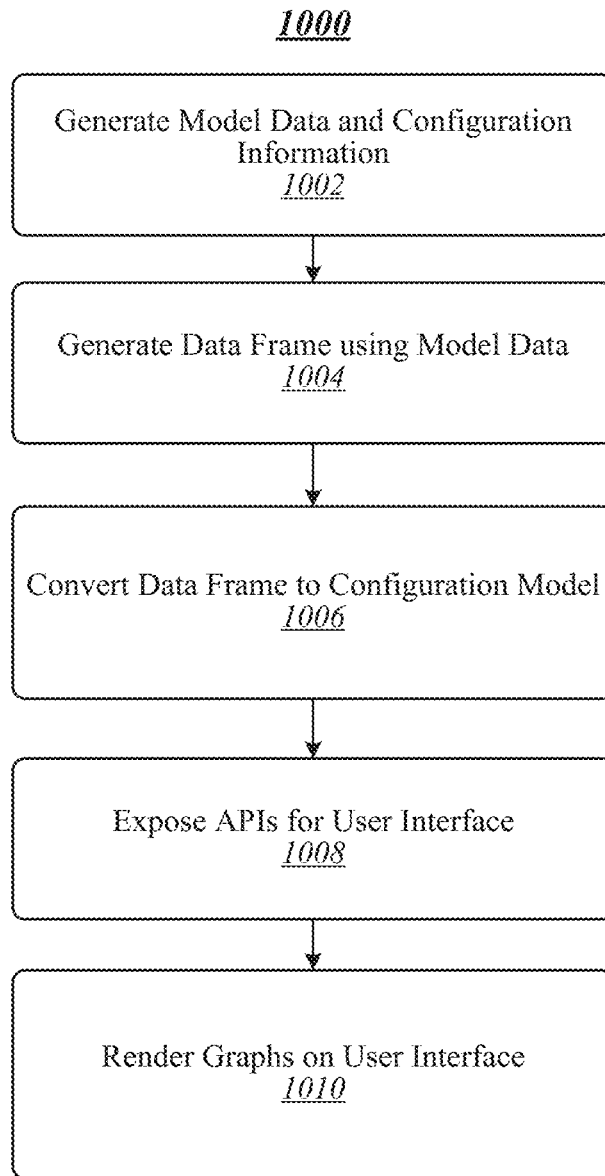 1000
Generate Model Data and Configuration
Information
1002
Generate Data Frame using Model Data
1004
Convert Data Frame to Configuration Model
1006
Expose APIs for User Interface
1008
Render Graphs on User Interface
1010